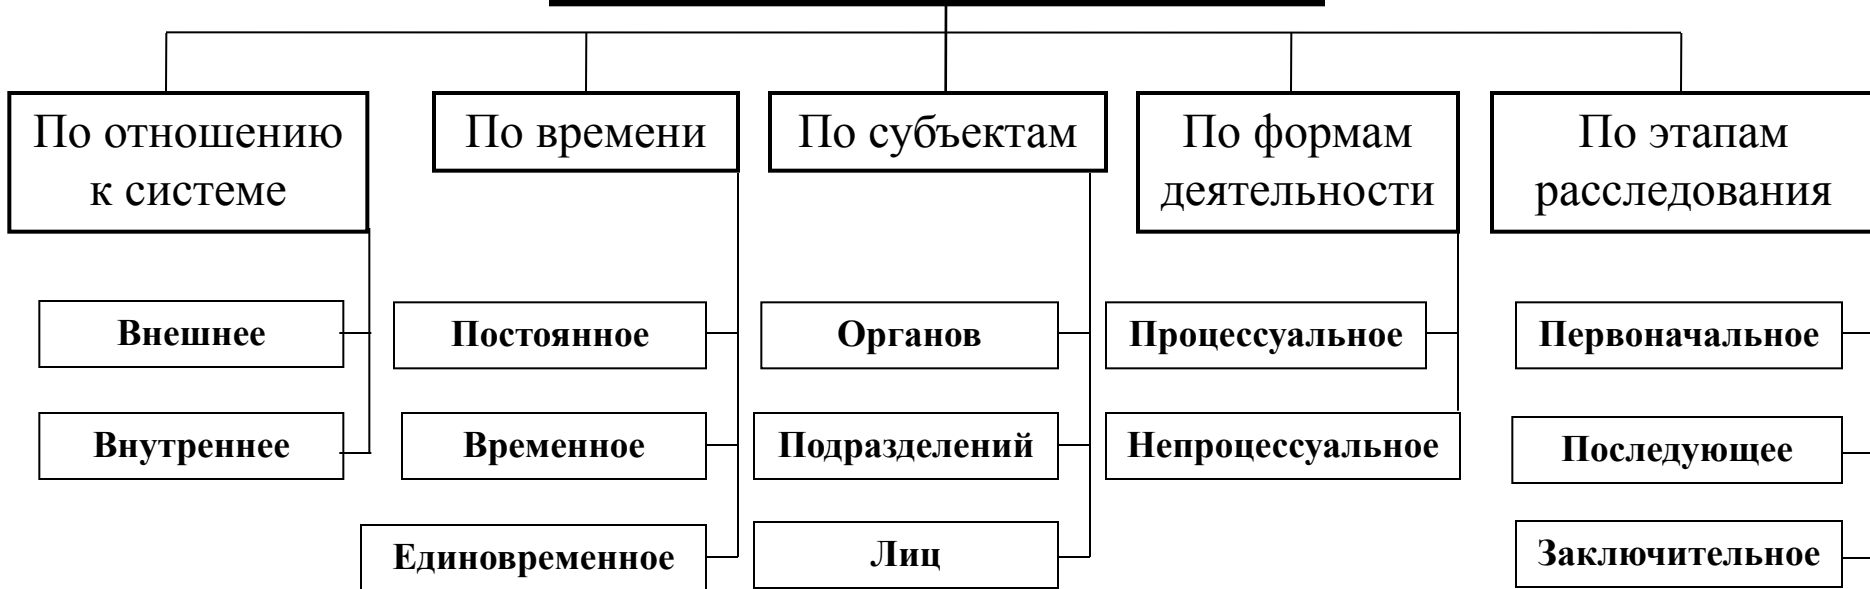 По отношению
к системе
По времени
По субъектам
По формам
деятельности
По этапам
расследования
Внешнее
Постоянное
Органов
Процессуальное
Первоначальное
Внутреннее
Временное
Подразделений
Непроцессуальное
Последующее
Единовременное
Лиц
Заключительное